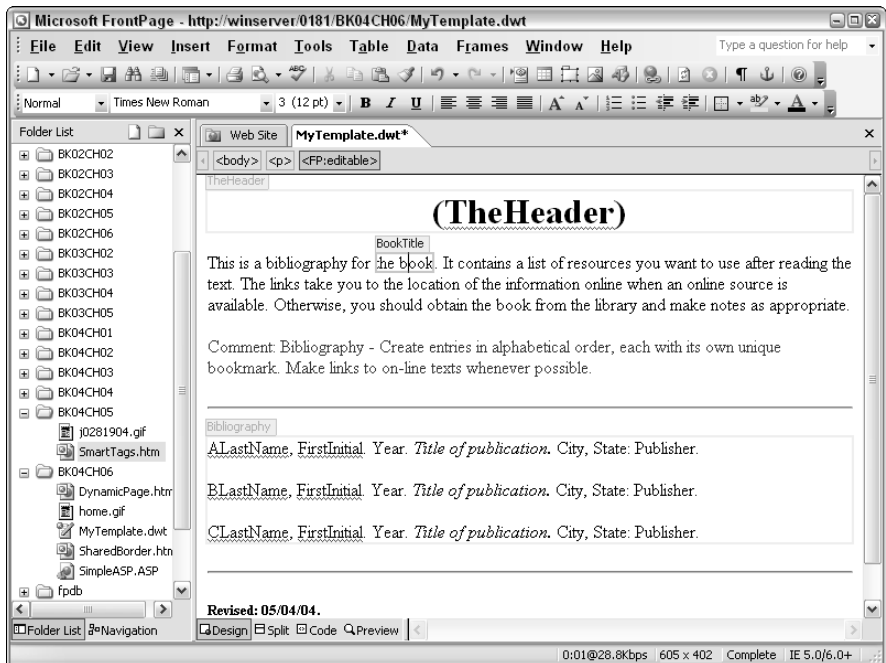 Microsoft FrontPage - http://winserver/0181/BK04CH06/MyTemplate.dwt
File Edit View Insert Format Tools Table Data Frames Window Help Type a question for help
Normal Times New Roman 3 (12 pt) B I U A A ab A
Folder List
Web Site MyTemplate.dwt*
<body> <p> <FP:editable>
BK02CH02
BK02CH03
BK02CH04
BK02CH05
BK02CH06
BK03CH02
BK03CH03
BK03CH04
BK03CH05
BK04CH01
BK04CH02
BK04CH03
BK04CH04
BK04CH05
j0281904.gif
SmartTags.htm
BK04CH06
DynamicPage.htm
home.gif
MyTemplate.dwt
SharedBorder.htn
SimpleASP.ASP
fpdb
Folder List Navigation
TheHeader
(TheHeader)
BookTitle
This is a bibliography for the book. It contains a list of resources you want to use after reading the
text. The links take you to the location of the information online when an online source is
available. Otherwise, you should obtain the book from the library and make notes as appropriate.
Comment: Bibliography - Create entries in alphabetical order, each with its own unique
bookmark. Make links to on-line texts whenever possible.
Bibliography
ALastName, FirstInitial. Year. Title of publication. City, State: Publisher.
BLastName, FirstInitial. Year. Title of publication. City, State: Publisher.
CLastName, FirstInitial. Year. Title of publication. City, State: Publisher.
Revised: 05/04/04.
Design Split Code Preview
0:01@28.8Kbps 605 x 402 Complete IE 5.0/6.0+